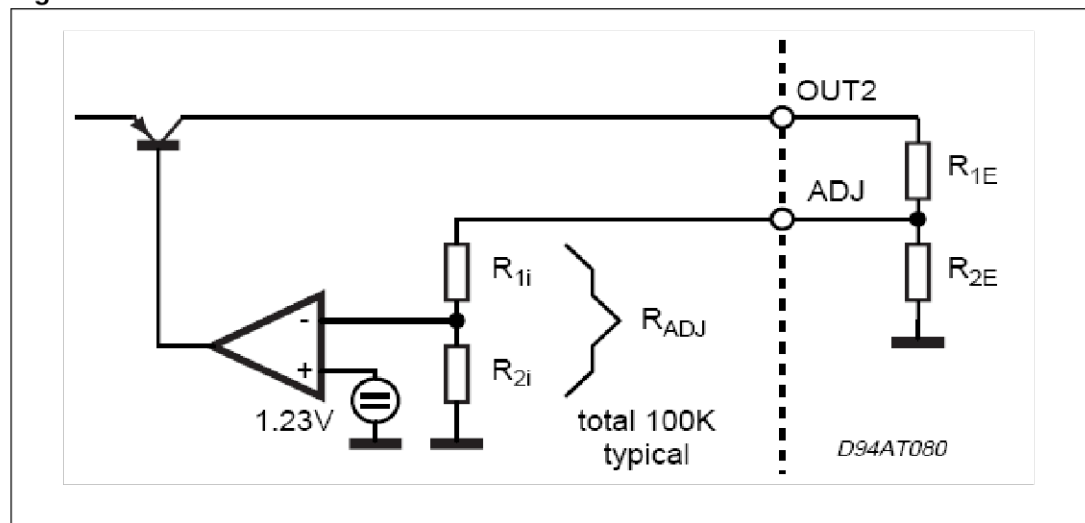 OUT2
R1E
ADJ
R1i
RADJ
R2E
-
+
R2i
1.23V
total 100K
typical
D94AT080